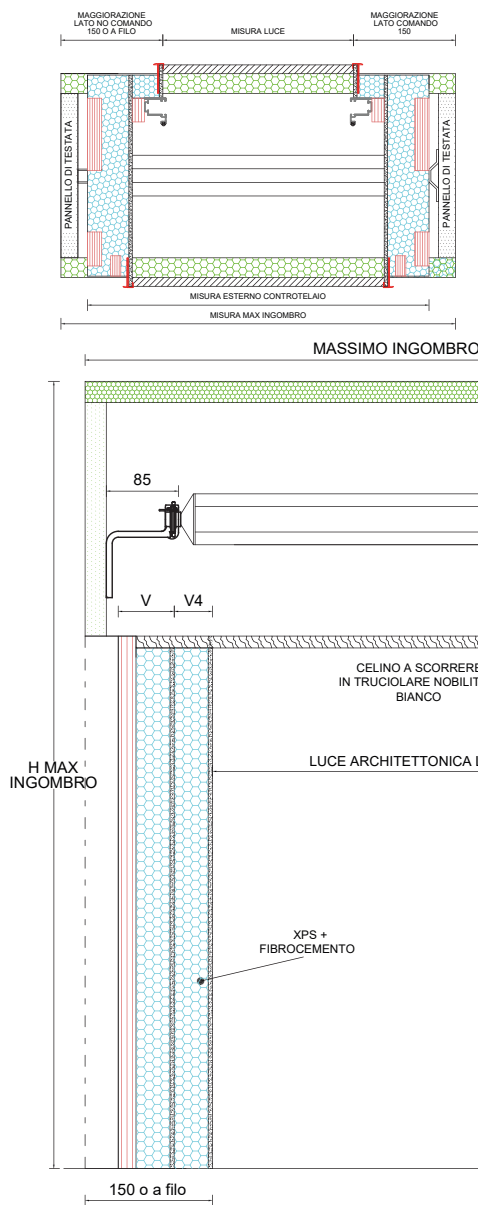 MAGGIORAZIONE
LATO NO COMANDO
150 O A FILO
MISURA LUCE
MAGGIORAZIONE
LATO COMANDO
150
PANNELLO DI TESTATA
PANNELLO DI TESTATA
MISURA ESTERNO CONTROTELAIO
MISURA MAX INGOMBRO
MASSIMO INGOMBRO
85
V
V4
CELINO A SCORRERE
IN TRUCIOLARE NOBILIT
BIANCO
H MAX
INGOMBRO
LUCE ARCHITETTONICA L
XPS +
FIBROCEMENTO
150 o a filo